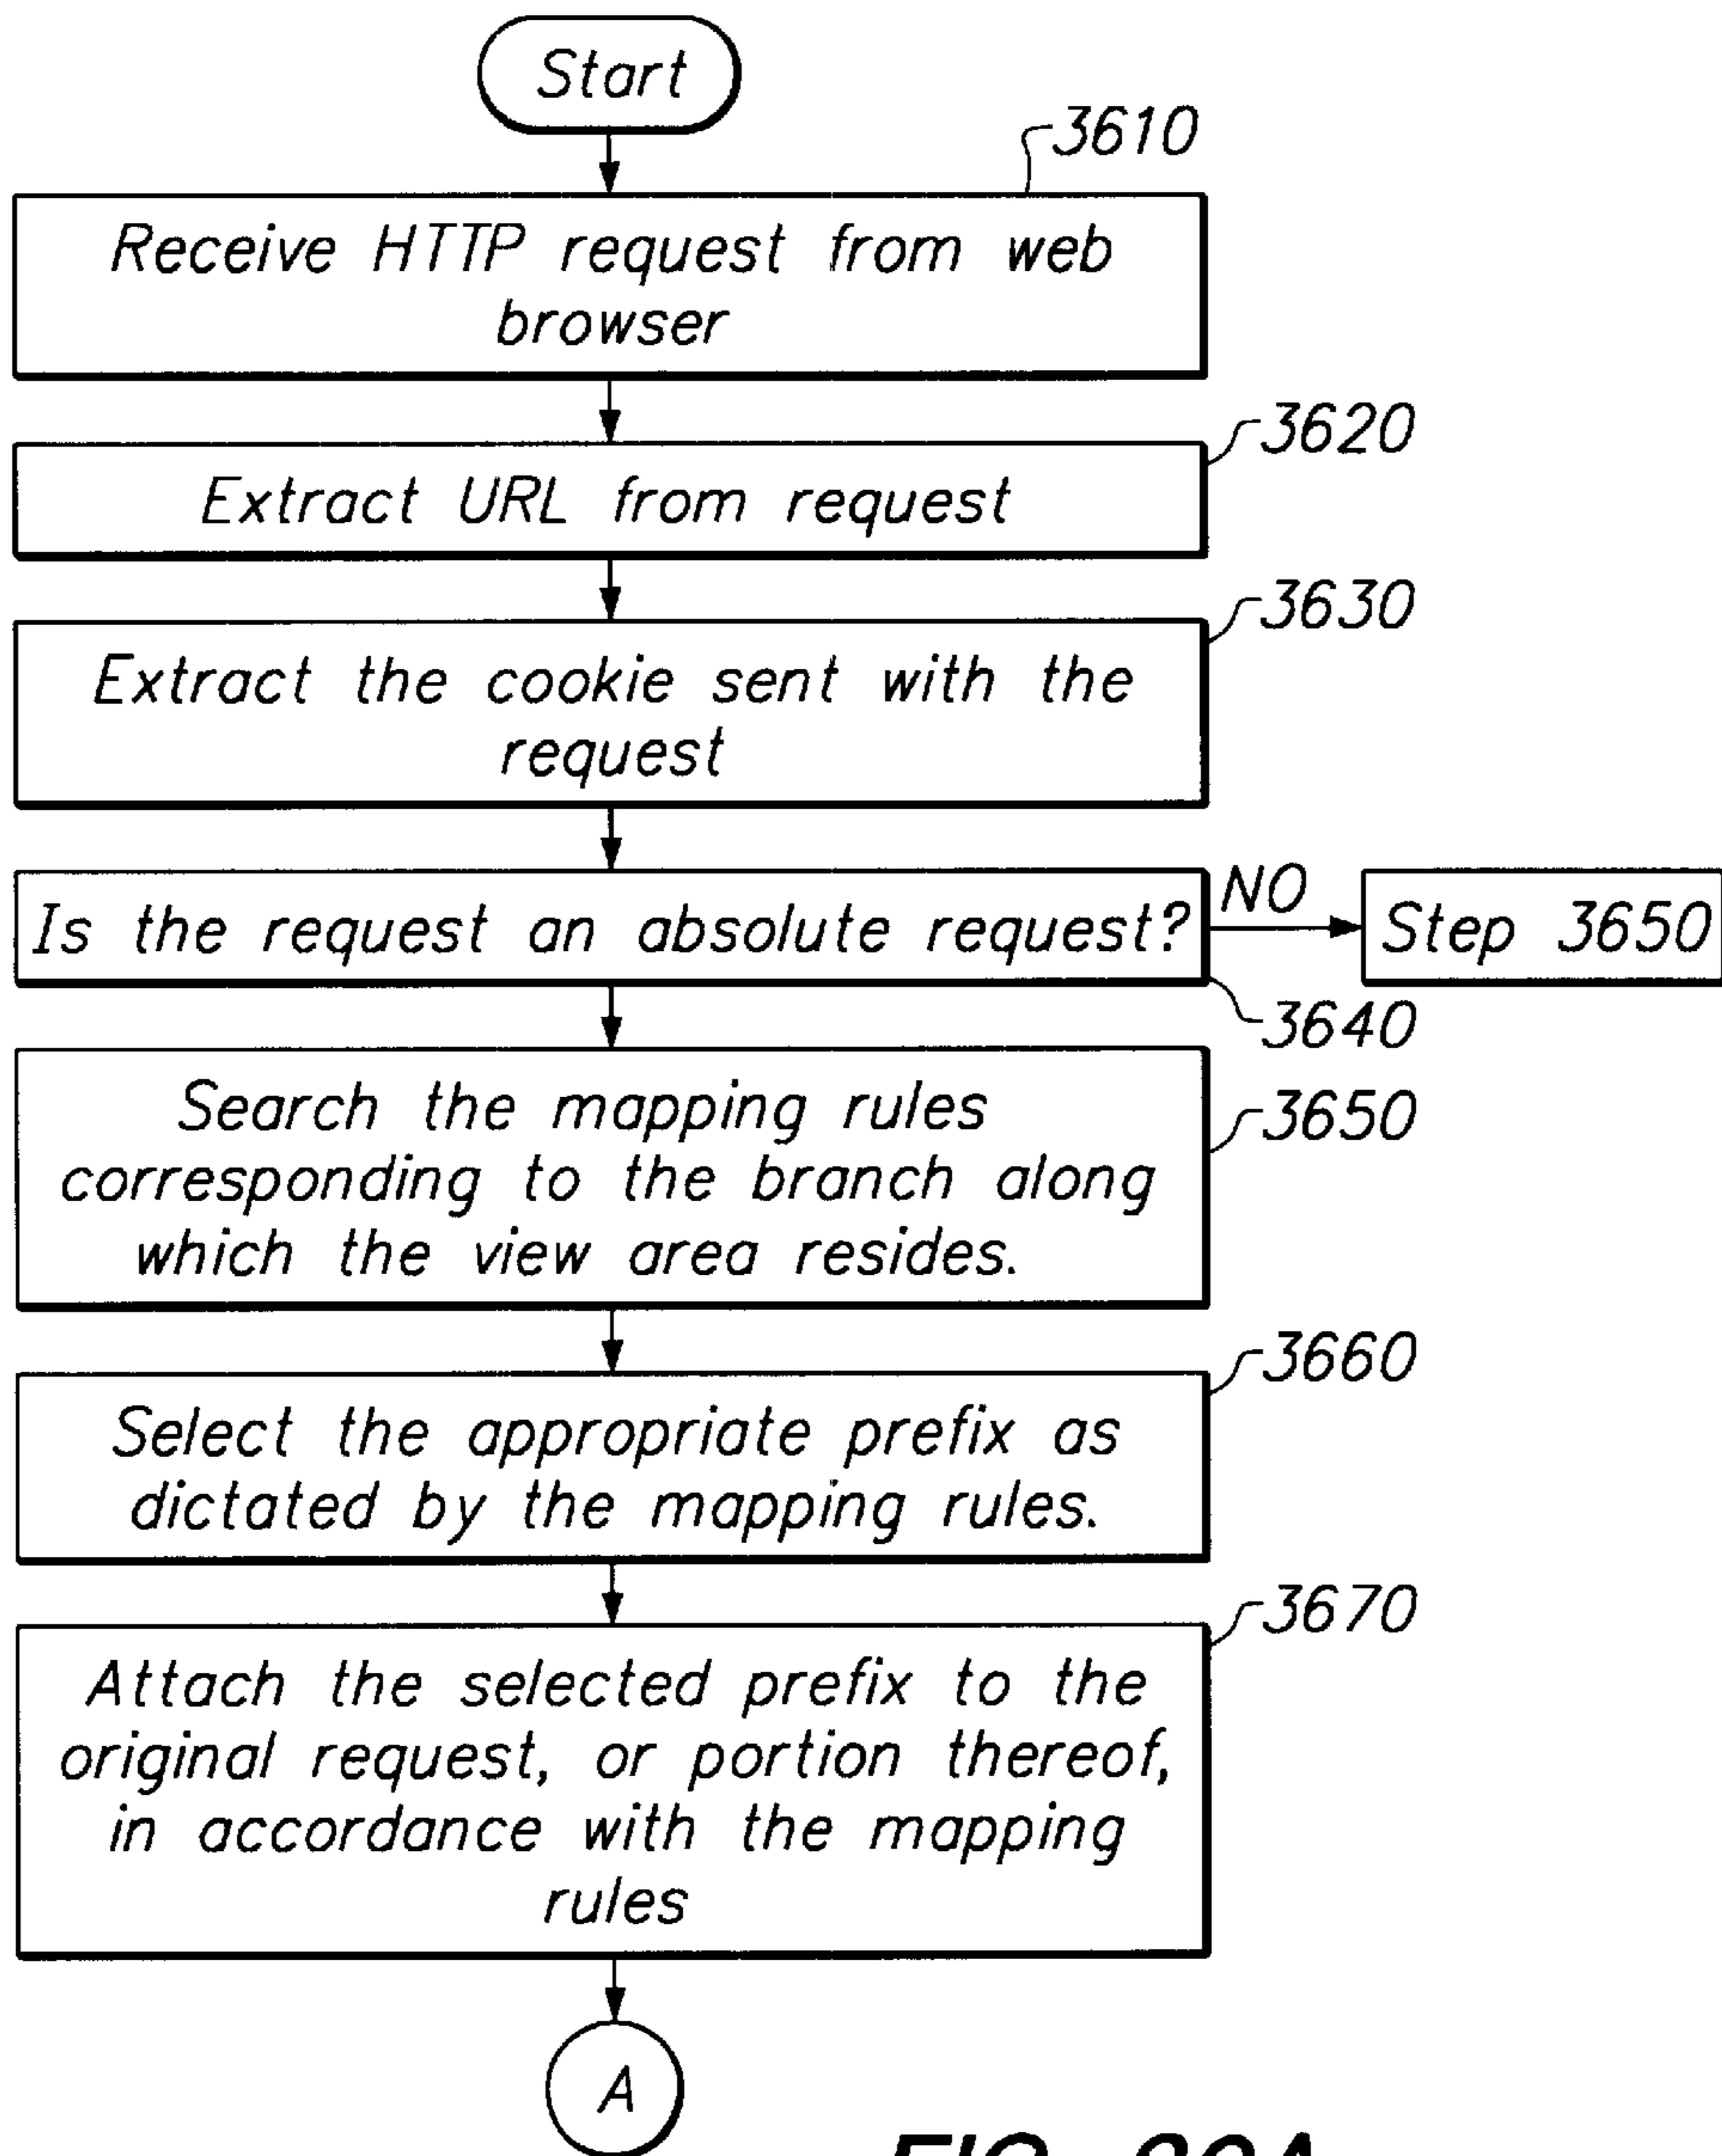 Start
3610
Receive HTTP request from web
browser
3620
Extract URL from request
3630
Extract the cookie sent with the
request
Is the request an absolute request?
NO
Step 3650
3640
Search the mapping rules
corresponding to the branch along
which the view area resides.
3650
3660
Select the appropriate prefix as
dictated by the mapping rules.
3670
Attach the selected prefix to the
original request, or portion thereof,
in accordance with the mapping
rules
A